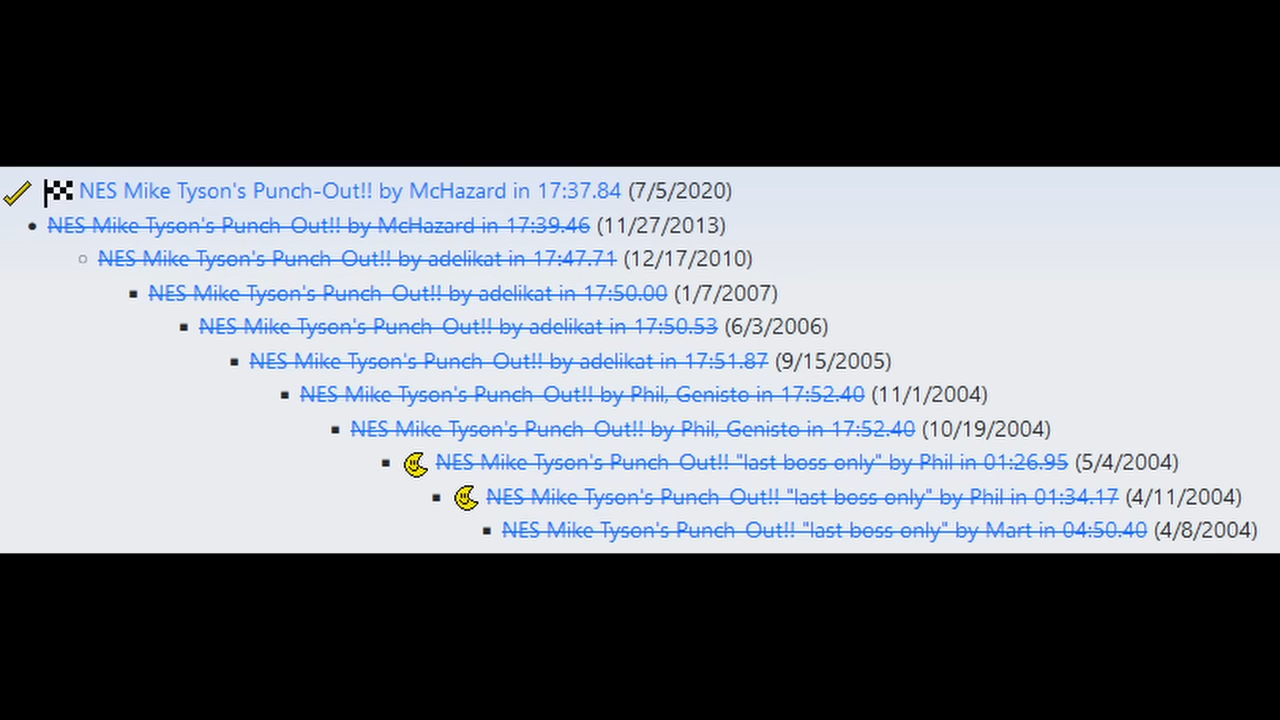 NES Mike Tyson's Punch-Out!! by McHazard in 17:37.84 (7/5/2020)
NES Mike Tyson's Punch-Out!! by McHazard in 17:39.46 (11/27/2013)
NES Mike Tyson's Punch-Out!! by adelikat in 17:47.71 (12/17/2010)
NES Mike Tyson's Punch-Out!! by adelikat in 17:50.00 (1/7/2007)
NES Mike Tyson's Punch-Out!! by adelikat in 17:50.53 (6/3/2006)
NES Mike Tyson's Punch-Out!! by adelikat in 17:51.87 (9/15/2005)
NES Mike Tyson's Punch-Out!! by Phil, Genisto in 17:52.40 (11/1/2004)
NES Mike Tyson's Punch-Out!! by Phil, Genisto in 17:52.40 (10/19/2004)
NES Mike Tyson's Punch-Out!! "last boss only" by Phil in 01:26.95 (5/4/2004)
NES Mike Tyson's Punch-Out!! "last boss only" by Phil in 01:34.17 (4/11/2004)
NES Mike Tyson's Punch-Out!! "last boss only" by Mart in 04:50.40 (4/8/2004)